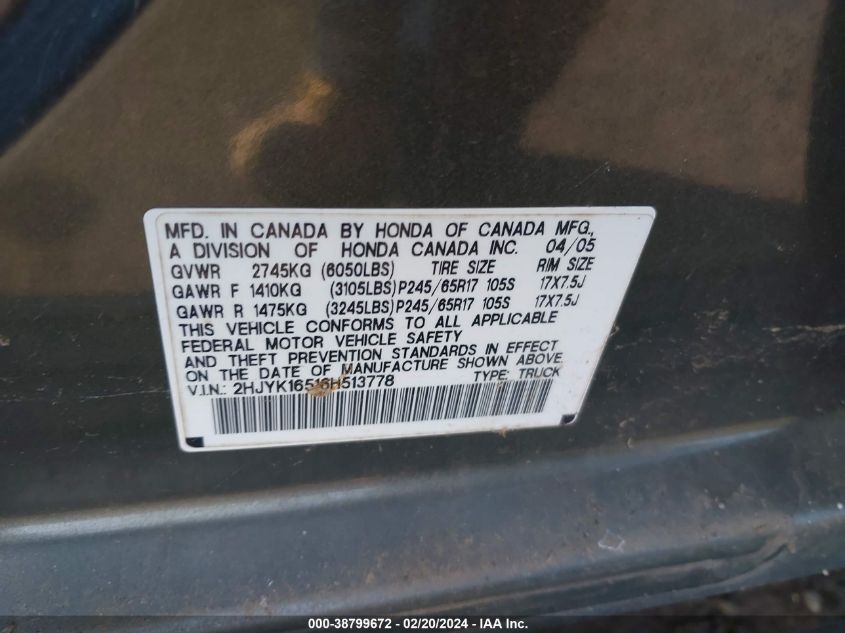 MFD. IN CANADA BY HONDA OF CANADA MFG.,
A DIVISION OF HONDA CANADA INC. 04/05
GVWR 2745KG (6050LBS) TIRE SIZE RIM SIZE
GAWR F 1410KG (3105LBS) P245/65R17 105S 17X7.5J
GAWR R 1475KG (3245LBS) P245/65R17 105S 17X7.5J
THIS VEHICLE CONFORMS TO ALL APPLICABLE
FEDERAL MOTOR VEHICLE SAFETY
AND THEFT PREVENTION STANDARDS IN EFFECT
ON THE DATE OF MANUFACTURE SHOWN ABOVE
V.I.N.: 2HJYK16516H513778 TYPE: TRUCK
000-38799672 - 02/20/2024 - IAA Inc.